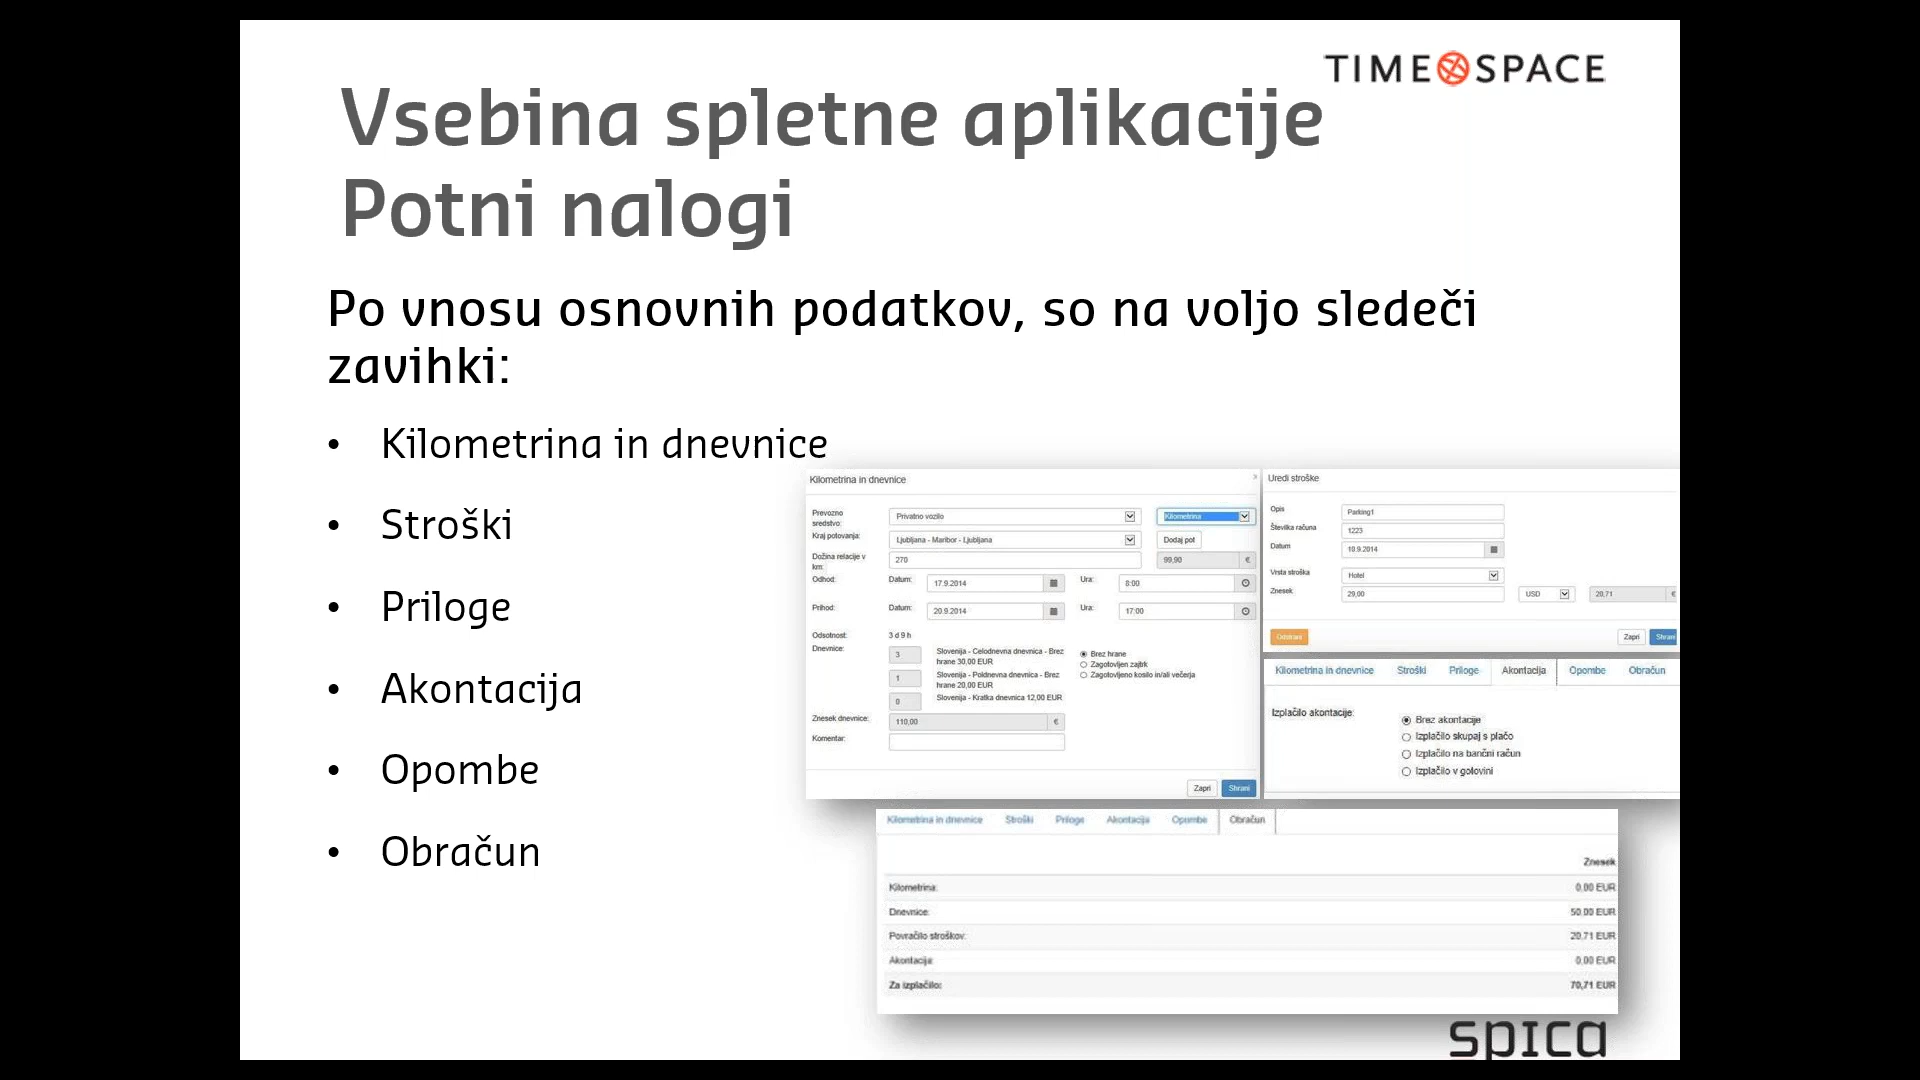 TIME SPACE
Vsebina spletne aplikacije
Potni nalogi
Po vnosu osnovnih podatkov, so na voljo sledeči
zavihki:
• Kilometrina in dnevnice
• Stroški
• Priloge
• Akontacija
• Opombe
• Obračun
Kilometrina in dnevnice
Prevozno
sredstvo:
Privatno vozilo
Kilometrina
Kraj potovanja:
Ljubljana - Maribor - Ljubljana
Dodaj pot
Dolžina relacije v
km:
270
99,90 €
Odhod: Datum: 17.9.2014 Ura: 8:00
Prihod: Datum: 20.9.2014 Ura: 17:00
Odsotnost: 3 d 9 h
Dnevnice:
3 Slovenija - Celodnevna dnevnica - Brez
hrane 30,00 EUR
1 Slovenija - Poldnevna dnevnica - Brez
hrane 20,00 EUR
0 Slovenija - Kratka dnevnica 12,00 EUR
Brez hrane
Zagotovljen zajtrk
Zagotovljeno kosilo in/ali večerja
Znesek dnevnice: 110,00 €
Komentar:
Zapri Shrani
Uredi stroške
Opis Parking1
Številka računa 1223
Datum 10.9.2014
Vrsta stroška Hotel
Znesek 29,00 USD 20,71 €
Odstrani Zapri Shrani
Kilometrina in dnevnice Stroški Priloge Akontacija Opombe Obračun
Izplačilo akontacije:
Brez akontacije
Izplačilo skupaj s plačo
Izplačilo na bančni račun
Izplačilo v gotovini
Kilometrina in dnevnice Stroški Priloge Akontacija Opombe Obračun
Znesek
Kilometrina: 0,00 EUR
Dnevnice: 50,00 EUR
Povračilo stroškov: 20,71 EUR
Akontacija: 0,00 EUR
Za izplačilo: 70,71 EUR
spica